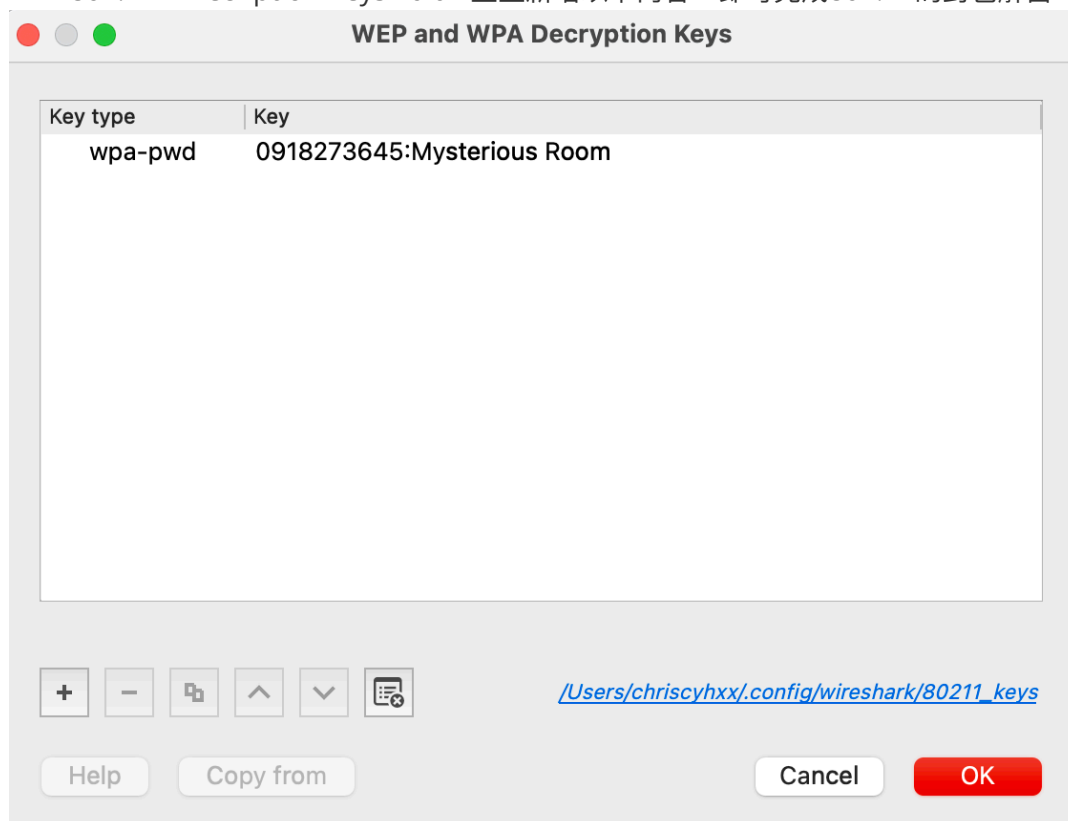 WEP and WPA Decryption Keys
Key type Key
wpa-pwd 0918273645:Mysterious Room
/Users/chriscyhxx/.config/wireshark/80211_keys
Help Copy from Cancel OK